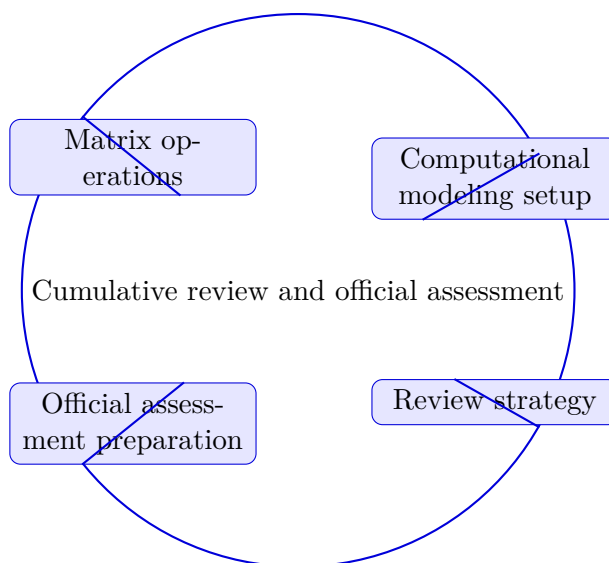 Matrix op-
erations
Computational
modeling setup
Cumulative review and official assessment
Official assess-
ment preparation
Review strategy